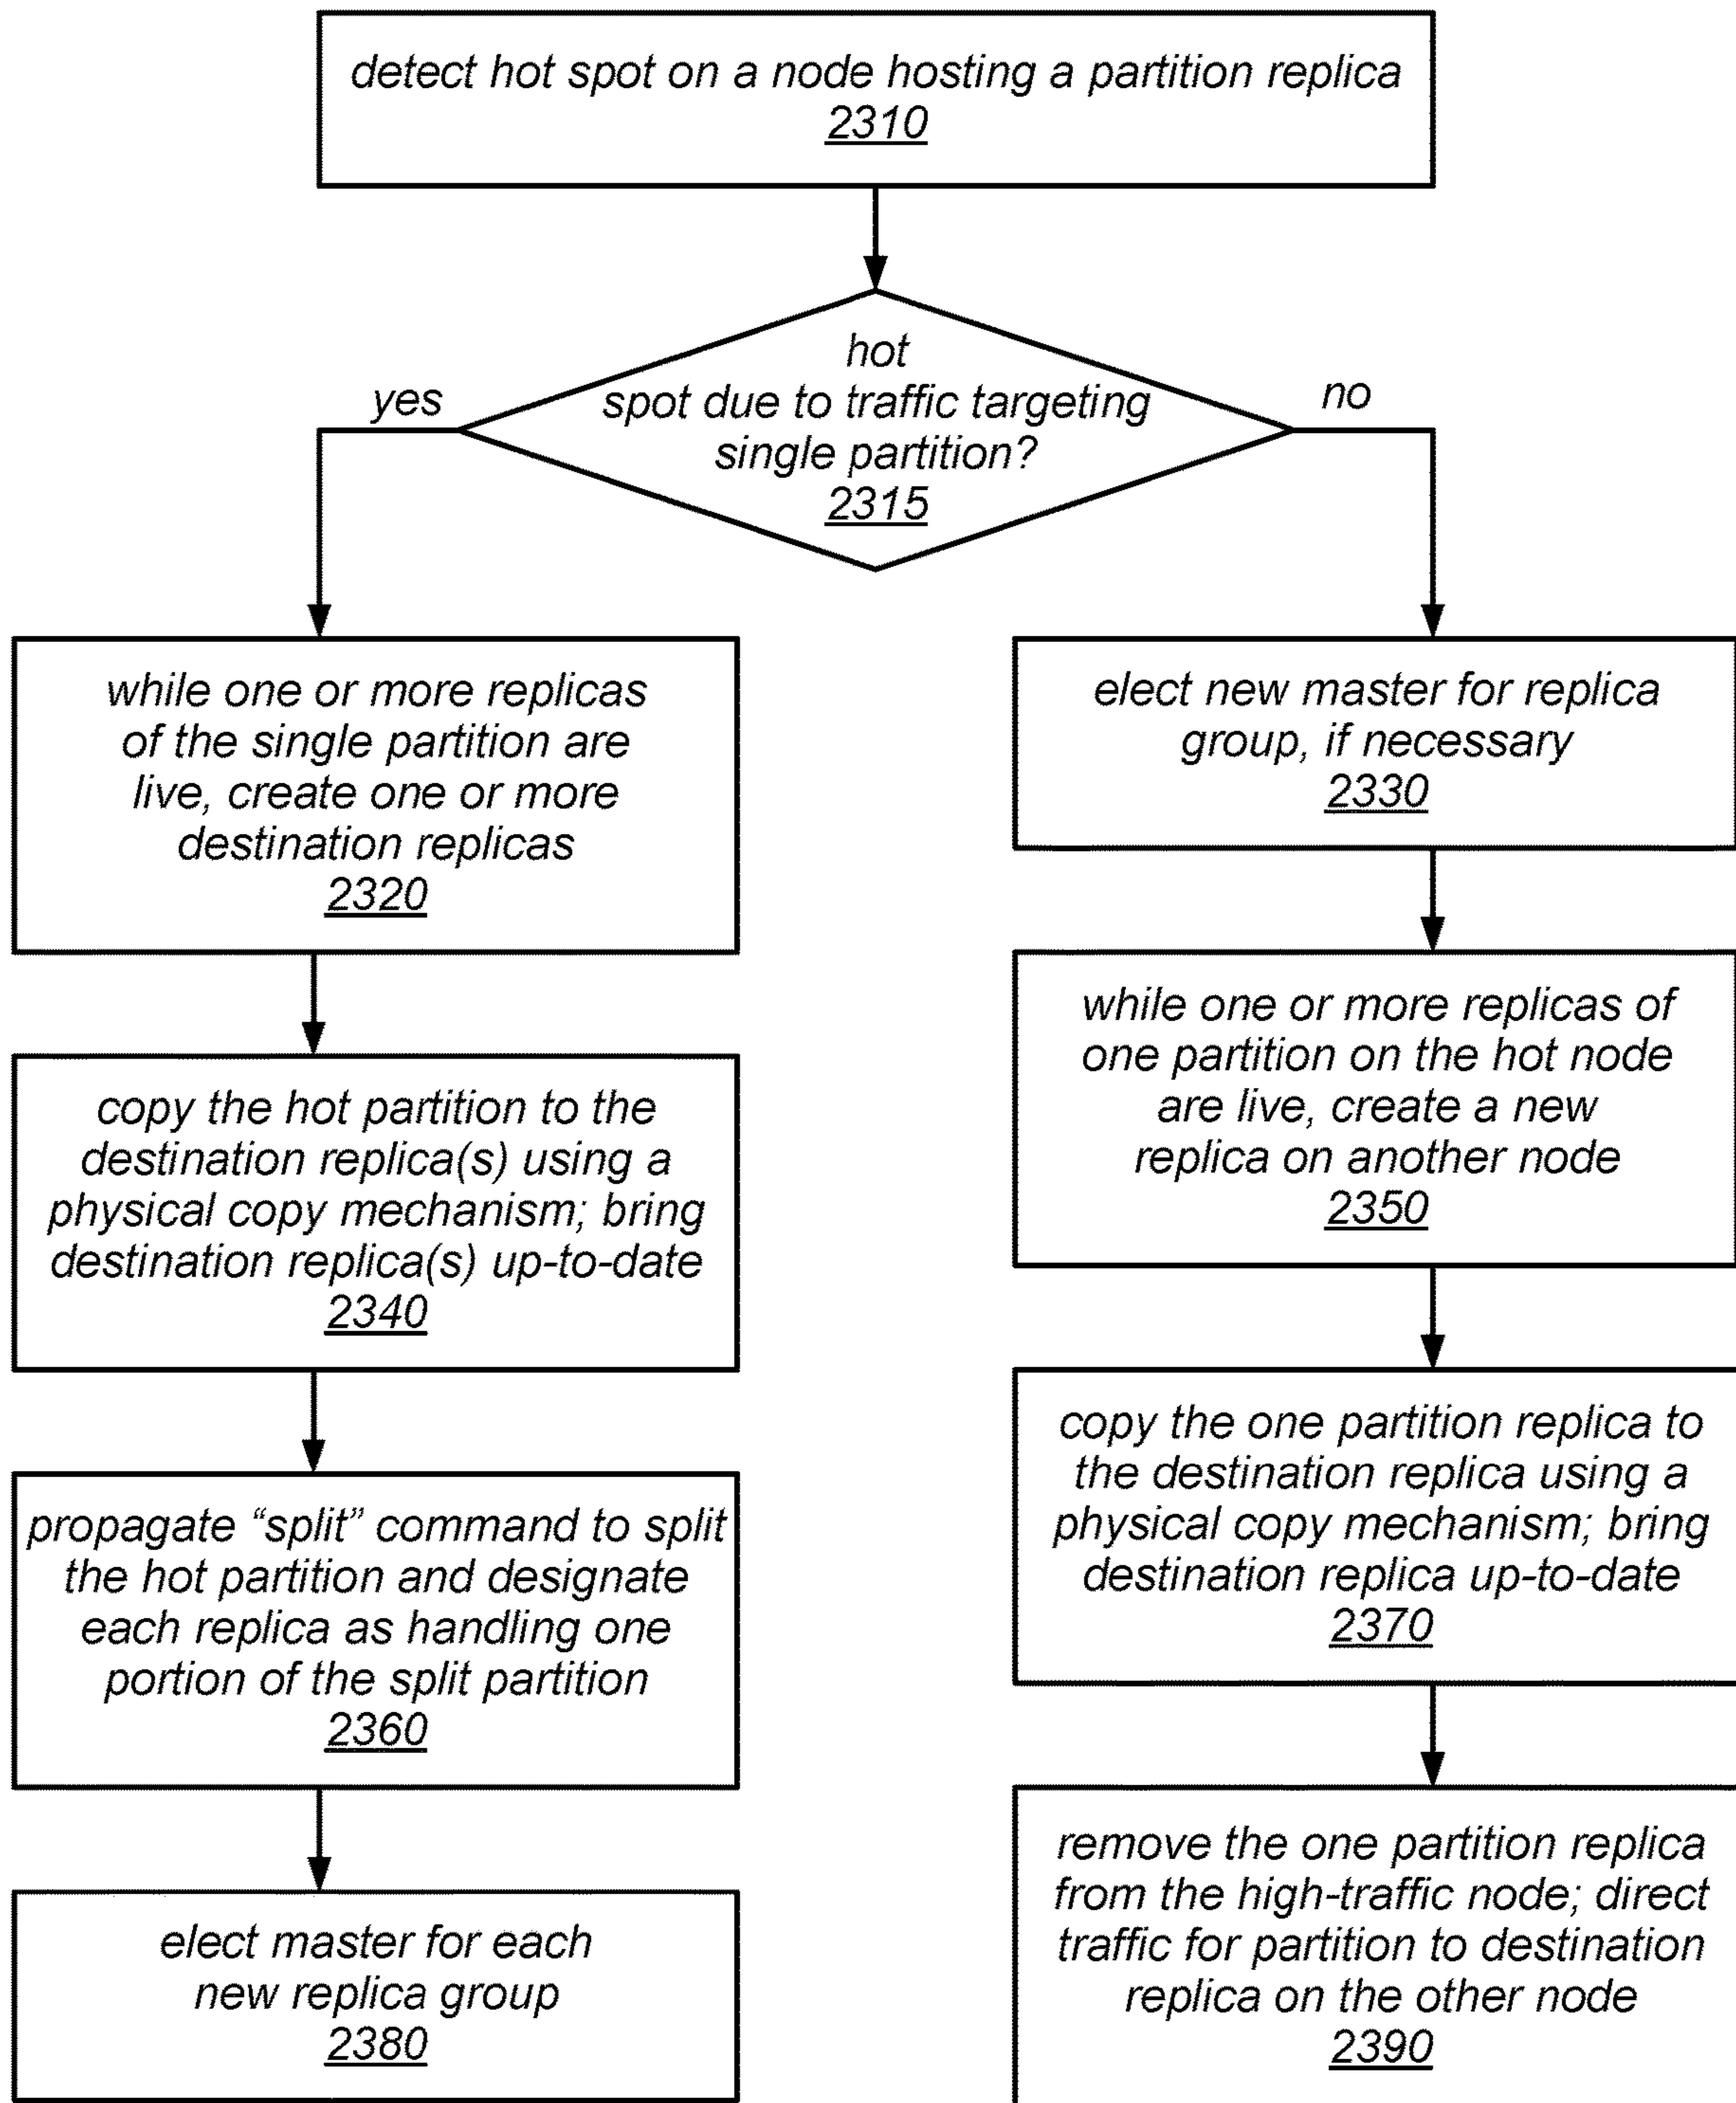 detect hot spot on a node hosting a partition replica
2310
hot
spot due to traffic targeting
single partition?
2315
yes
no
while one or more replicas
of the single partition are
live, create one or more
destination replicas
2320
copy the hot partition to the
destination replica(s) using a
physical copy mechanism; bring
destination replica(s) up-to-date
2340
propagate “split” command to split
the hot partition and designate
each replica as handling one
portion of the split partition
2360
elect master for each
new replica group
2380
elect new master for replica
group, if necessary
2330
while one or more replicas of
one partition on the hot node
are live, create a new
replica on another node
2350
copy the one partition replica to
the destination replica using a
physical copy mechanism; bring
destination replica up-to-date
2370
remove the one partition replica
from the high-traffic node; direct
traffic for partition to destination
replica on the other node
2390